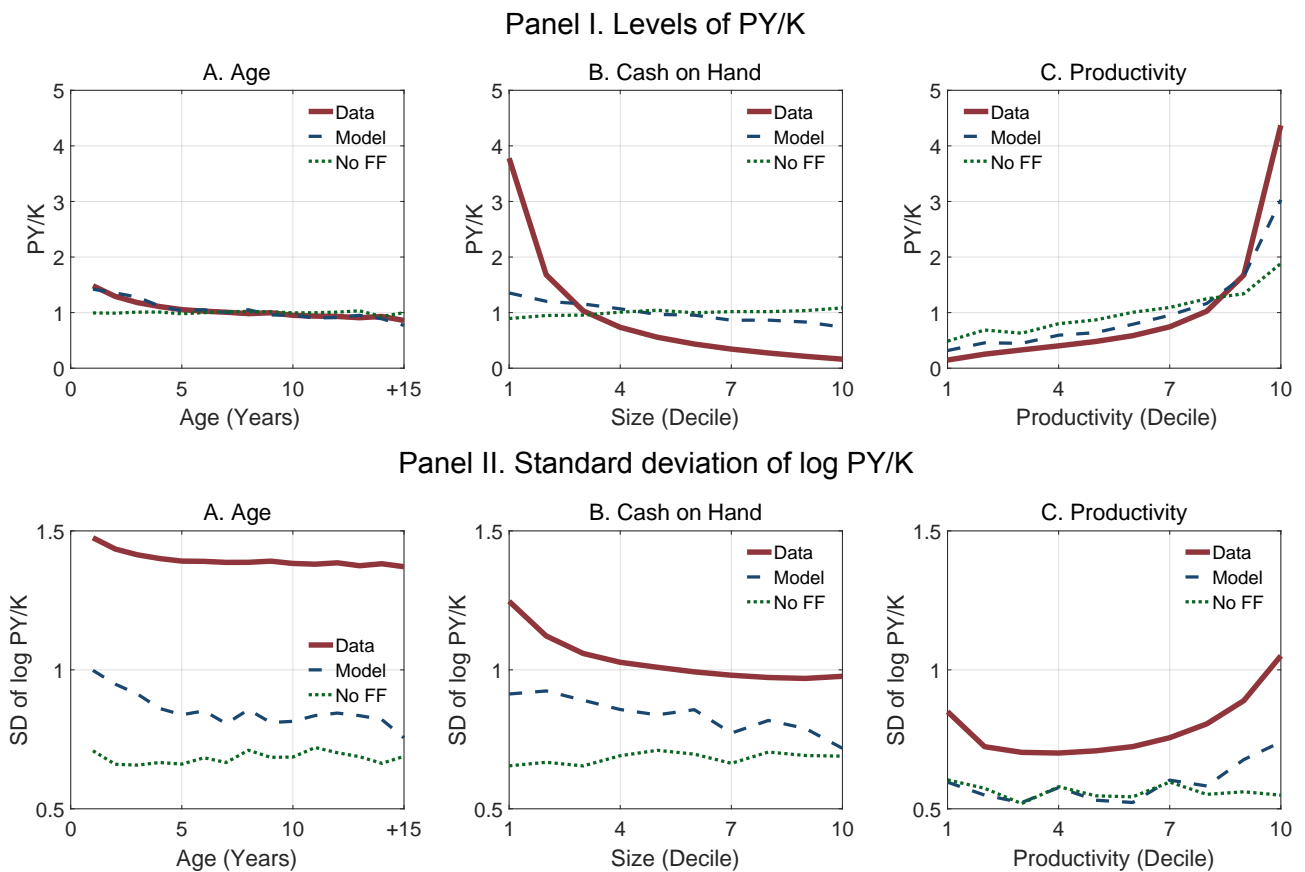 Panel I. Levels of PY/K
A. Age
5
4
3
2
1
0
PY/K
Data
Model
No FF
0 5 10 +15
Age (Years)
B. Cash on Hand
5
4
3
2
1
0
PY/K
Data
Model
No FF
1 4 7 10
Size (Decile)
C. Productivity
5
4
3
2
1
0
PY/K
Data
Model
No FF
1 4 7 10
Productivity (Decile)
Panel II. Standard deviation of log PY/K
A. Age
1.5
1
0.5
SD of log PY/K
Data
Model
No FF
0 5 10 +15
Age (Years)
B. Cash on Hand
1.5
1
0.5
SD of log PY/K
Data
Model
No FF
1 4 7 10
Size (Decile)
C. Productivity
1.5
1
0.5
SD of log PY/K
Data
Model
No FF
1 4 7 10
Productivity (Decile)